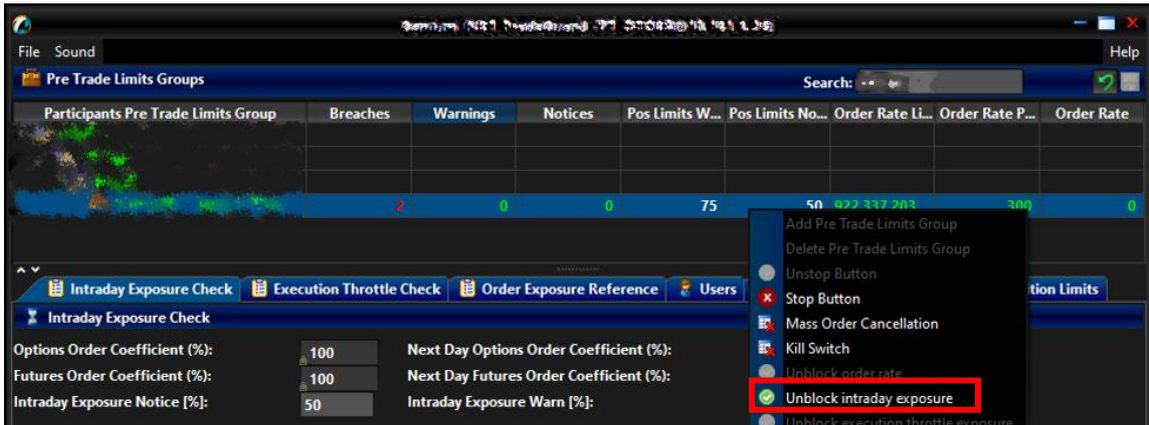 File Sound Help
Pre Trade Limits Groups Search:
Participants Pre Trade Limits Group Breaches Warnings Notices Pos Limits W... Pos Limits No... Order Rate Li... Order Rate P... Order Rate
2 0 0 75 50 922 337 203 300 0
Add Pre Trade Limits Group
Delete Pre Trade Limits Group
Unstop Button
Intraday Exposure Check Execution Throttle Check Order Exposure Reference Users Stop Button ition Limits
Intraday Exposure Check Mass Order Cancellation
Options Order Coefficient (%): 100 Next Day Options Order Coefficient (%): Kill Switch
Futures Order Coefficient (%): 100 Next Day Futures Order Coefficient (%): Unblock order rate
Intraday Exposure Notice [%]: 50 Intraday Exposure Warn [%]: Unblock intraday exposure
Unblock execution throttle exposure